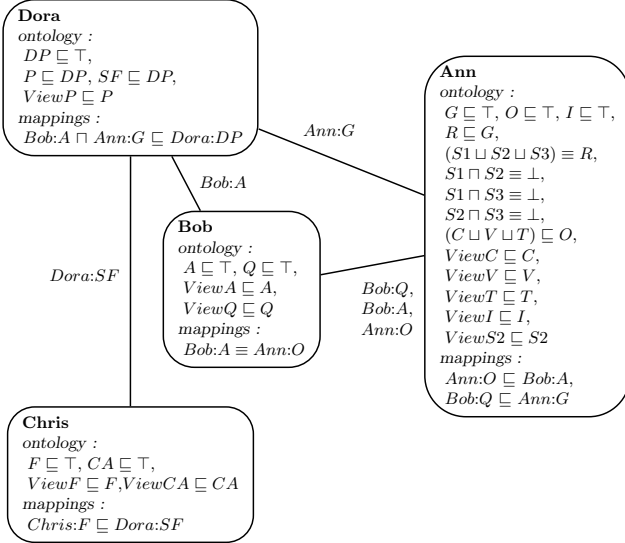 Dora
ontology :
DP ⊑ ⊤,
P ⊑ DP, SF ⊑ DP,
ViewP ⊑ P
mappings :
Bob:A ⊓ Ann:G ⊑ Dora:DP
Ann:G
Bob:A
Dora:SF
Bob
ontology :
A ⊑ ⊤, Q ⊑ ⊤,
ViewA ⊑ A,
ViewQ ⊑ Q
mappings :
Bob:A ≡ Ann:O
Bob:Q,
Bob:A,
Ann:O
Ann
ontology :
G ⊑ ⊤, O ⊑ ⊤, I ⊑ ⊤,
R ⊑ G,
(S1 ⊔ S2 ⊔ S3) ≡ R,
S1 ⊓ S2 ≡ ⊥,
S1 ⊓ S3 ≡ ⊥,
S2 ⊓ S3 ≡ ⊥,
(C ⊔ V ⊔ T) ⊑ O,
ViewC ⊑ C,
ViewV ⊑ V,
ViewT ⊑ T,
ViewI ⊑ I,
ViewS2 ⊑ S2
mappings :
Ann:O ⊑ Bob:A,
Bob:Q ⊑ Ann:G
Chris
ontology :
F ⊑ ⊤, CA ⊑ ⊤,
ViewF ⊑ F,ViewCA ⊑ CA
mappings :
Chris:F ⊑ Dora:SF